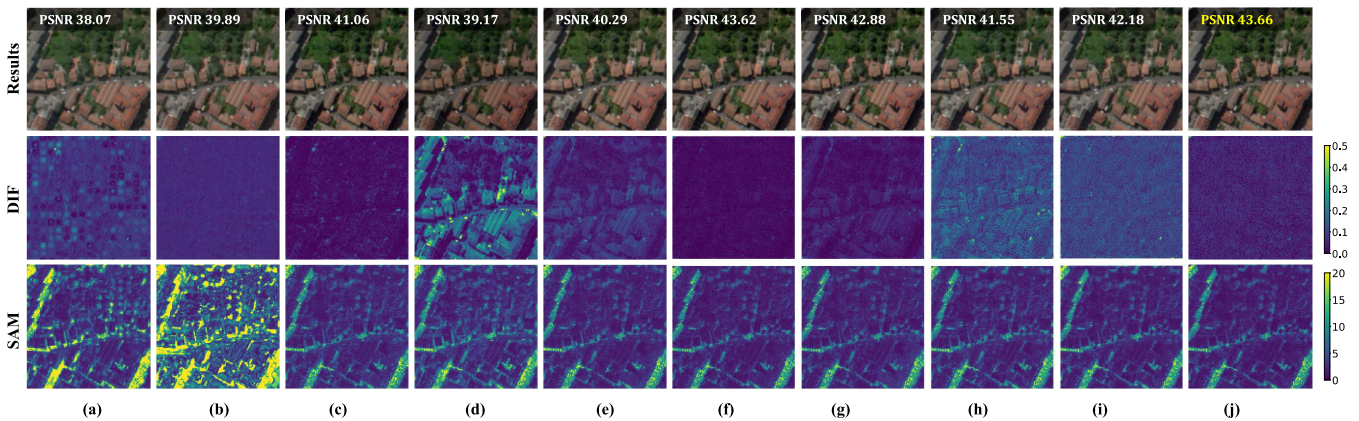 PSNR 38.07 PSNR 39.89 PSNR 41.06 PSNR 39.17 PSNR 40.29 PSNR 43.62 PSNR 42.88 PSNR 41.55 PSNR 42.18 PSNR 43.66
Results
DIF
0.5
0.4
0.3
0.2
0.1
0.0
SAM
20
15
10
5
0
(a) (b) (c) (d) (e) (f) (g) (h) (i) (j)